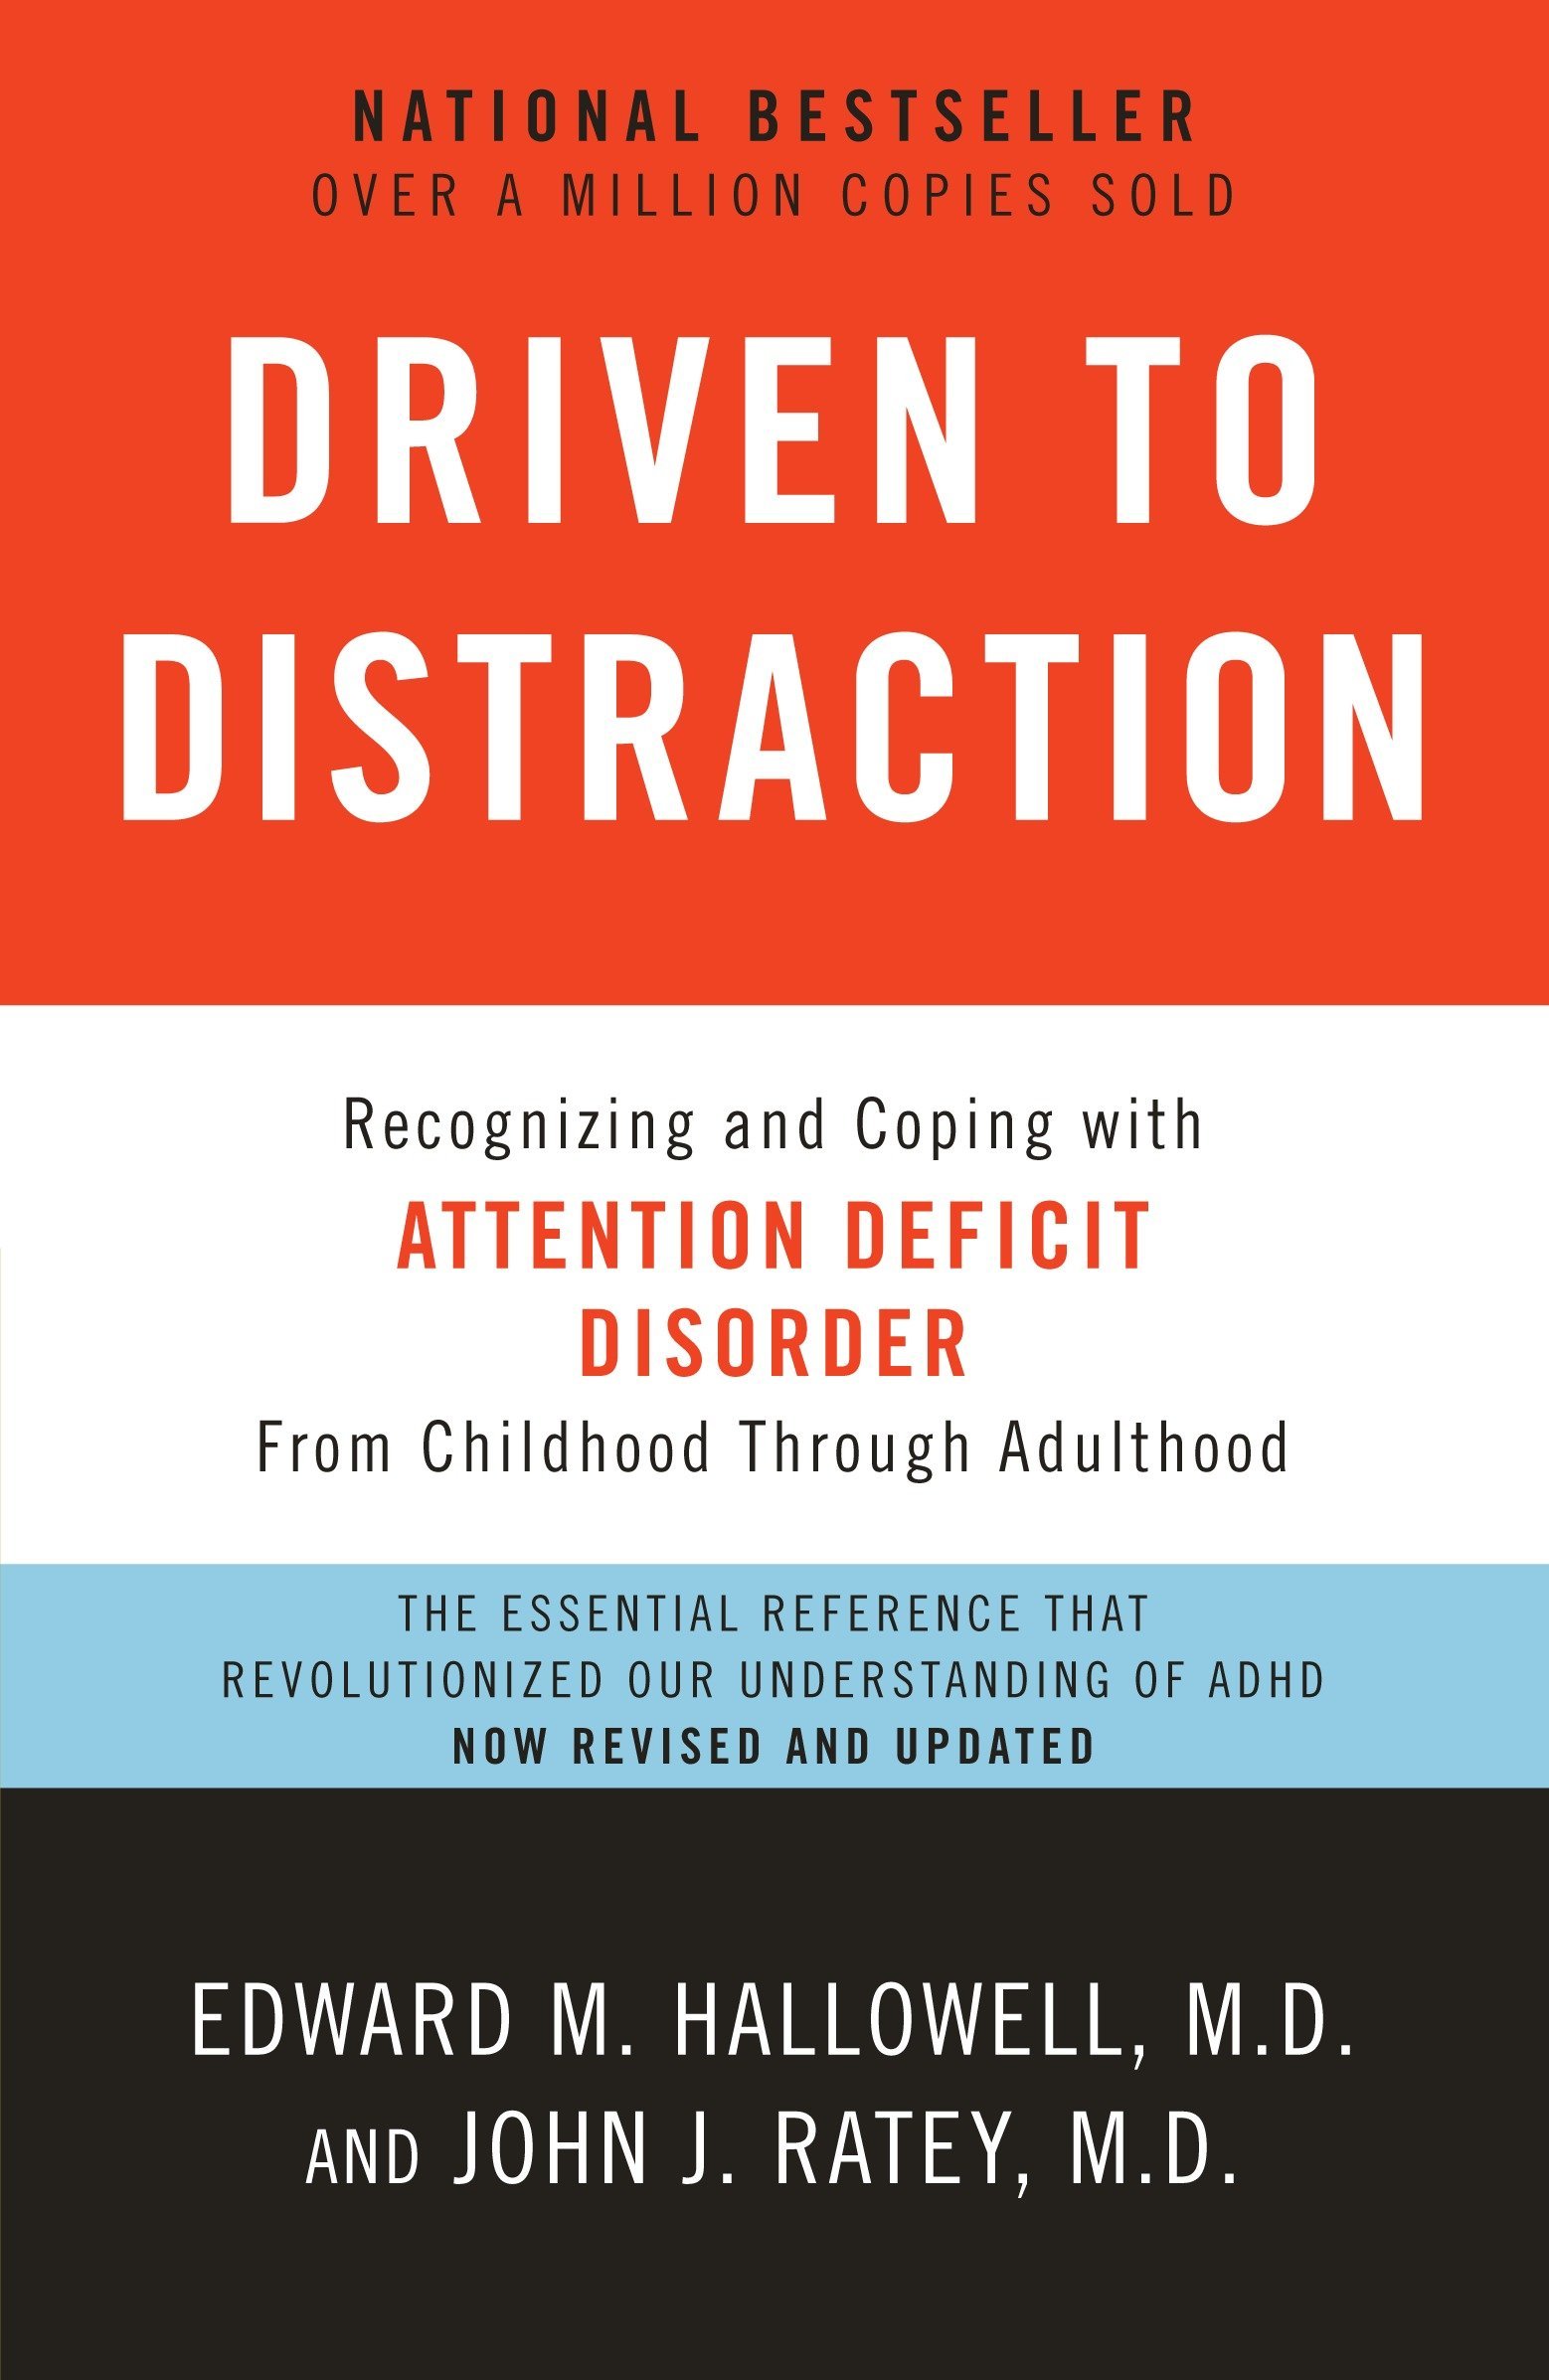 NATIONAL BESTSELLER
OVER A MILLION COPIES SOLD
DRIVEN TO
DISTRACTION
Recognizing and Coping with
ATTENTION DEFICIT
DISORDER
From Childhood Through Adulthood
THE ESSENTIAL REFERENCE THAT
REVOLUTIONIZED OUR UNDERSTANDING OF ADHD
NOW REVISED AND UPDATED
EDWARD M. HALLOWELL, M.D.
AND JOHN J. RATEY, M.D.